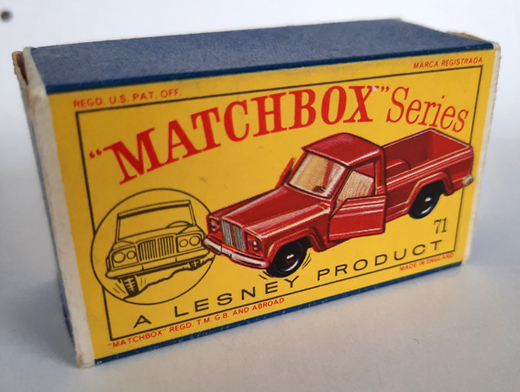 REGD. U.S. PAT. OFF.
MARCA REGISTRADA
"MATCHBOX" Series
71
A LESNEY PRODUCT
MADE IN ENGLAND
"MATCHBOX" REGD. T.M. G.B. AND ABROAD